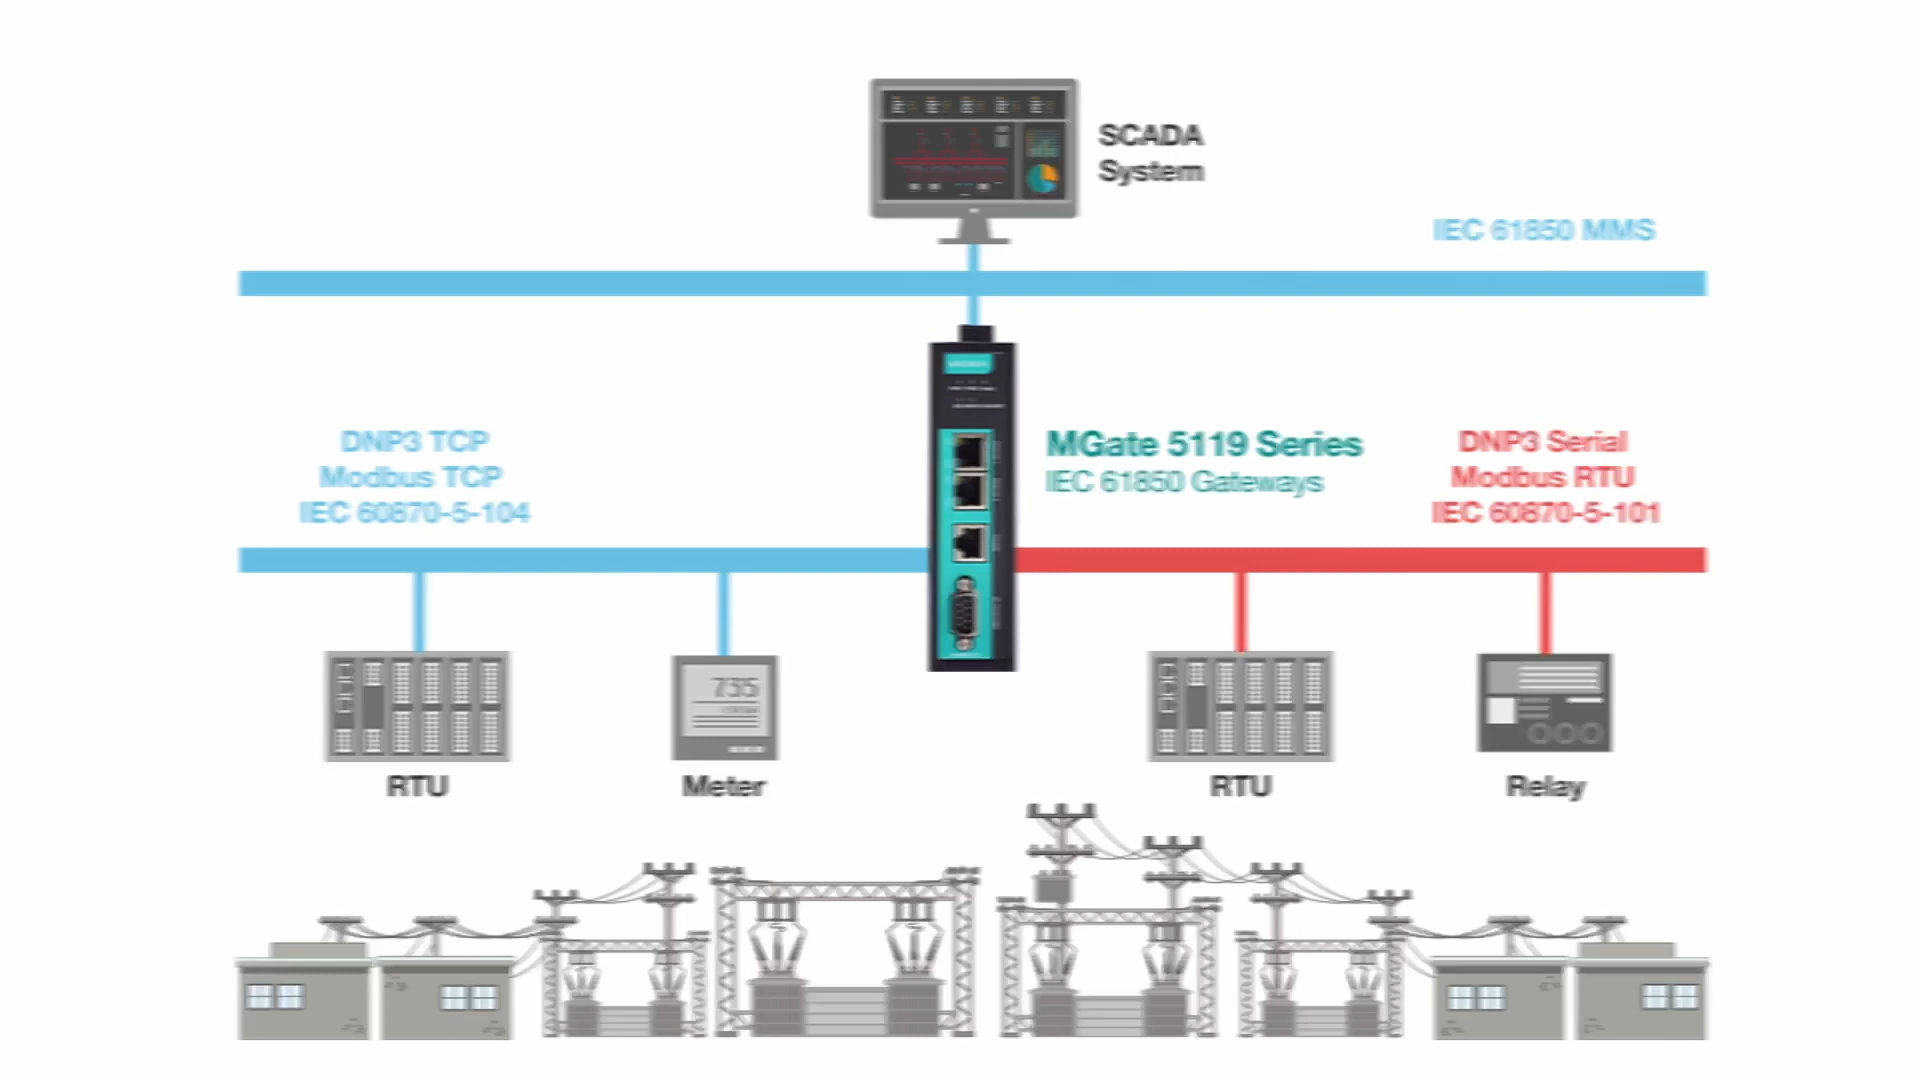 SCADA
System
IEC 61850 MMS
DNP3 TCP
Modbus TCP
IEC 60870-5-104
MGate 5119 Series
IEC 61850 Gateways
DNP3 Serial
Modbus RTU
IEC 60870-5-101
735
RTU
Meter
RTU
Relay